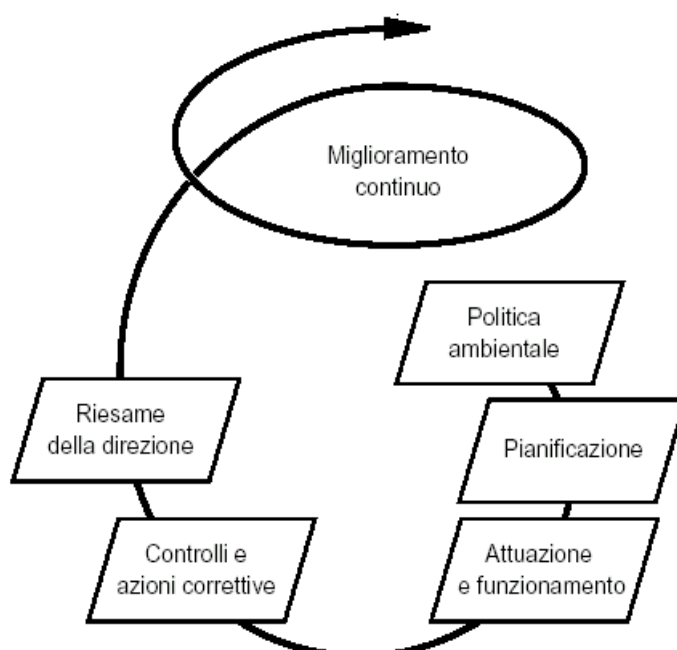 Miglioramento
continuo
Politica
ambientale
Pianificazione
Attuazione
e funzionamento
Controlli e
azioni correttive
Riesame
della direzione